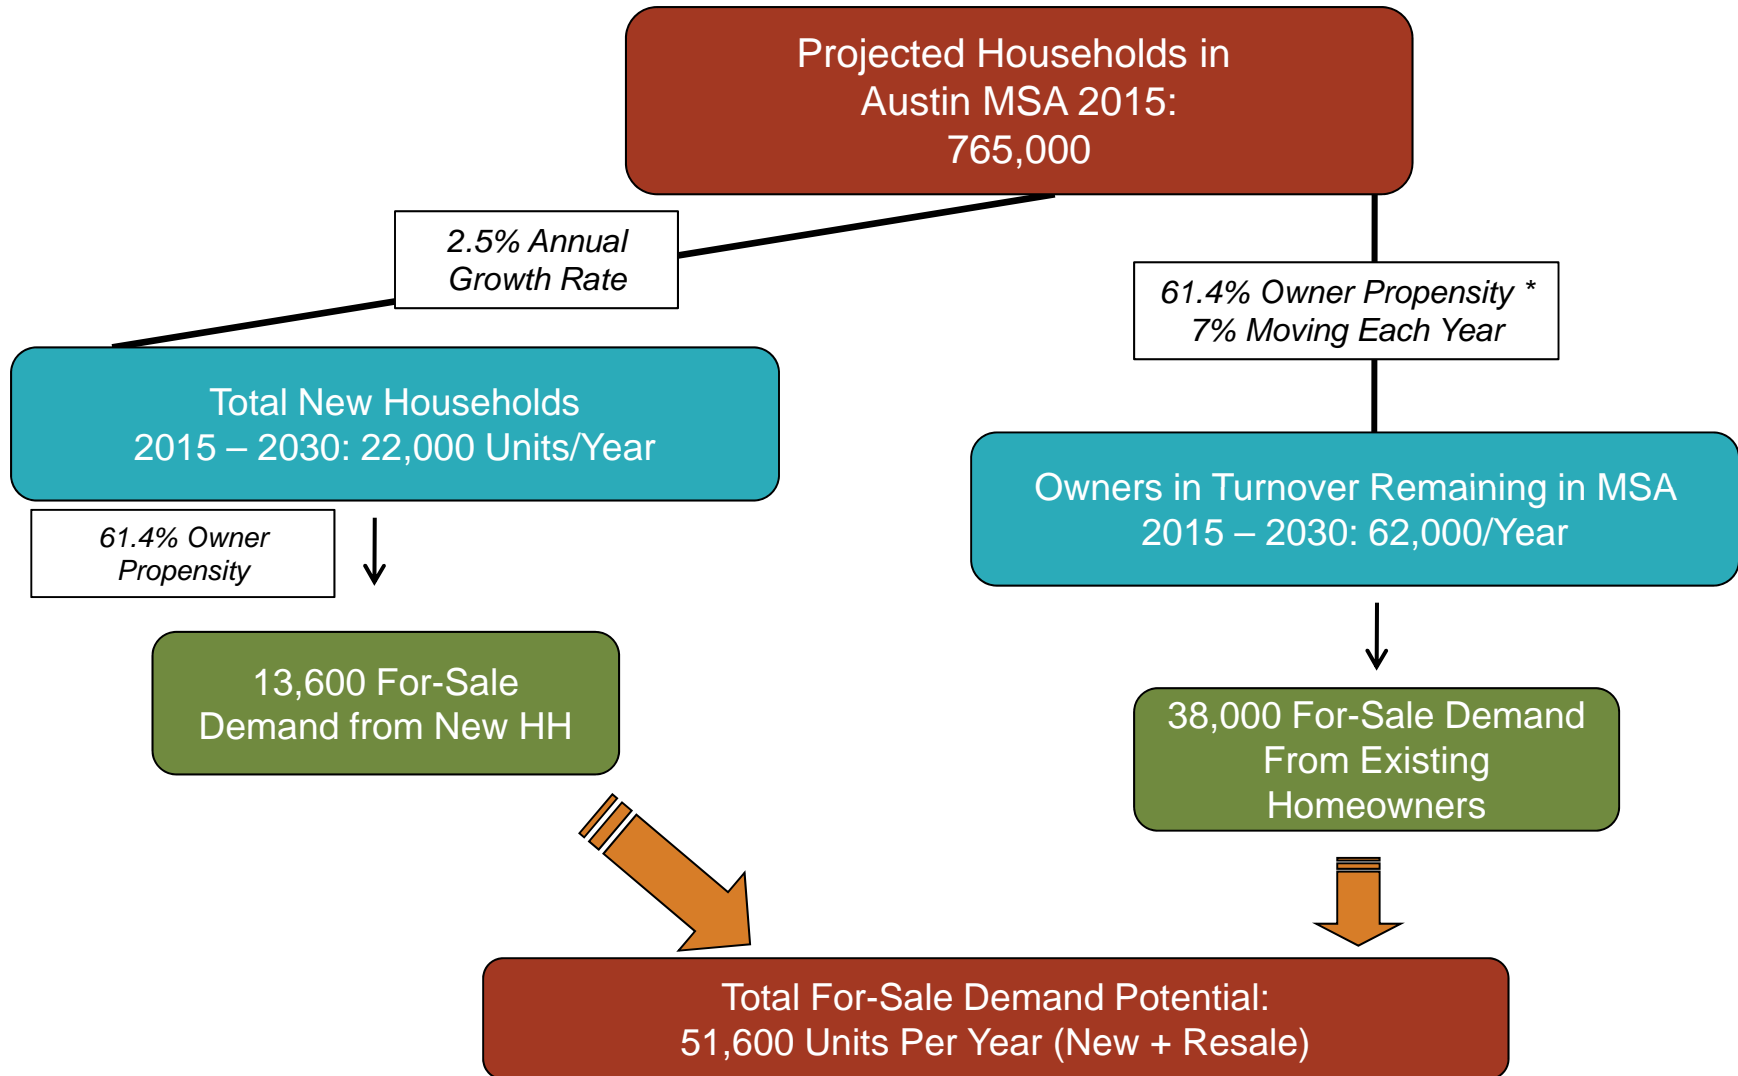 Projected Households in
Austin MSA 2015:
765,000
2.5% Annual
Growth Rate
61.4% Owner Propensity *
7% Moving Each Year
Total New Households
2015 – 2030: 22,000 Units/Year
Owners in Turnover Remaining in MSA
2015 – 2030: 62,000/Year
61.4% Owner
Propensity
13,600 For-Sale
Demand from New HH
38,000 For-Sale Demand
From Existing
Homeowners
Total For-Sale Demand Potential:
51,600 Units Per Year (New + Resale)